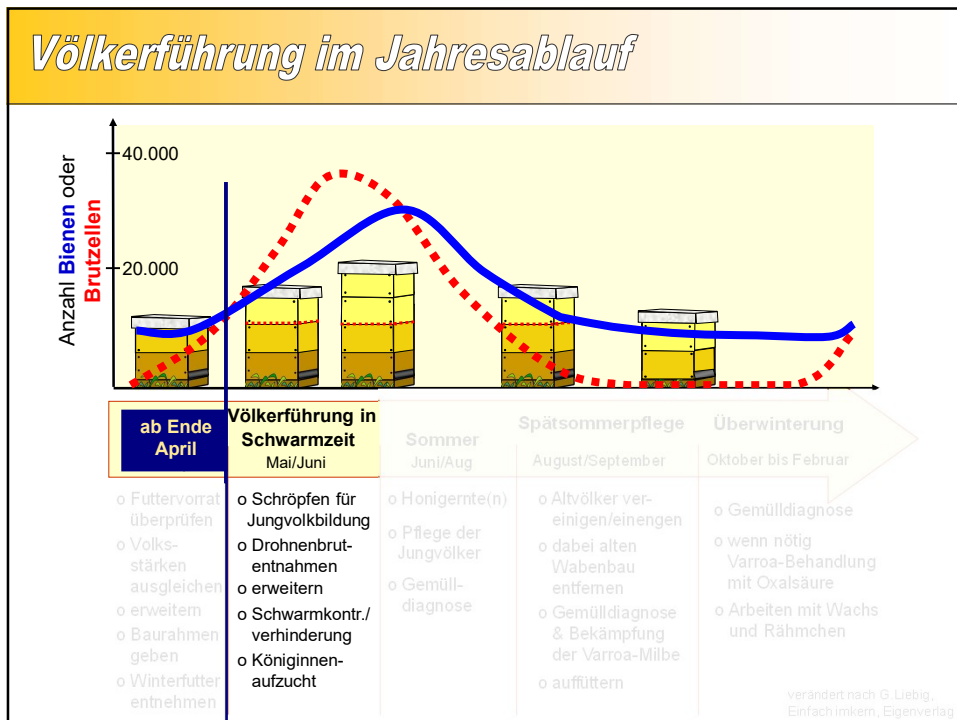 Völkerführung im Jahresablauf
Anzahl Bienen oder
Brutzellen
40.000
20.000
ab Ende
April
Völkerführung in
Schwarmzeit
Mai/Juni
Sommer
Juni/Aug
Spätsommerpflege
August/September
Überwinterung
Oktober bis Februar
o Futtervorrat
überprüfen
o Volks-
stärken
ausgleichen
o erweitern
o Baurahmen
geben
o Winterfutter
entnehmen
o Schröpfen für
Jungvolkbildung
o Drohnenbrut-
entnahmen
o erweitern
o Schwarmkontr./
verhinderung
o Königinnen-
aufzucht
o Honigernte(n)
o Pflege der
Jungvölker
o Gemüll-
diagnose
o Altvölker ver-
einigen/einengen
o dabei alten
Wabenbau
entfernen
o Gemülldiagnose
& Bekämpfung
der Varroa-Milbe
o auffüttern
o Gemülldiagnose
o wenn nötig
Varroa-Behandlung
mit Oxalsäure
o Arbeiten mit Wachs
und Rähmchen
verändert nach G.Liebig,
Einfach imkern, Eigenverlag